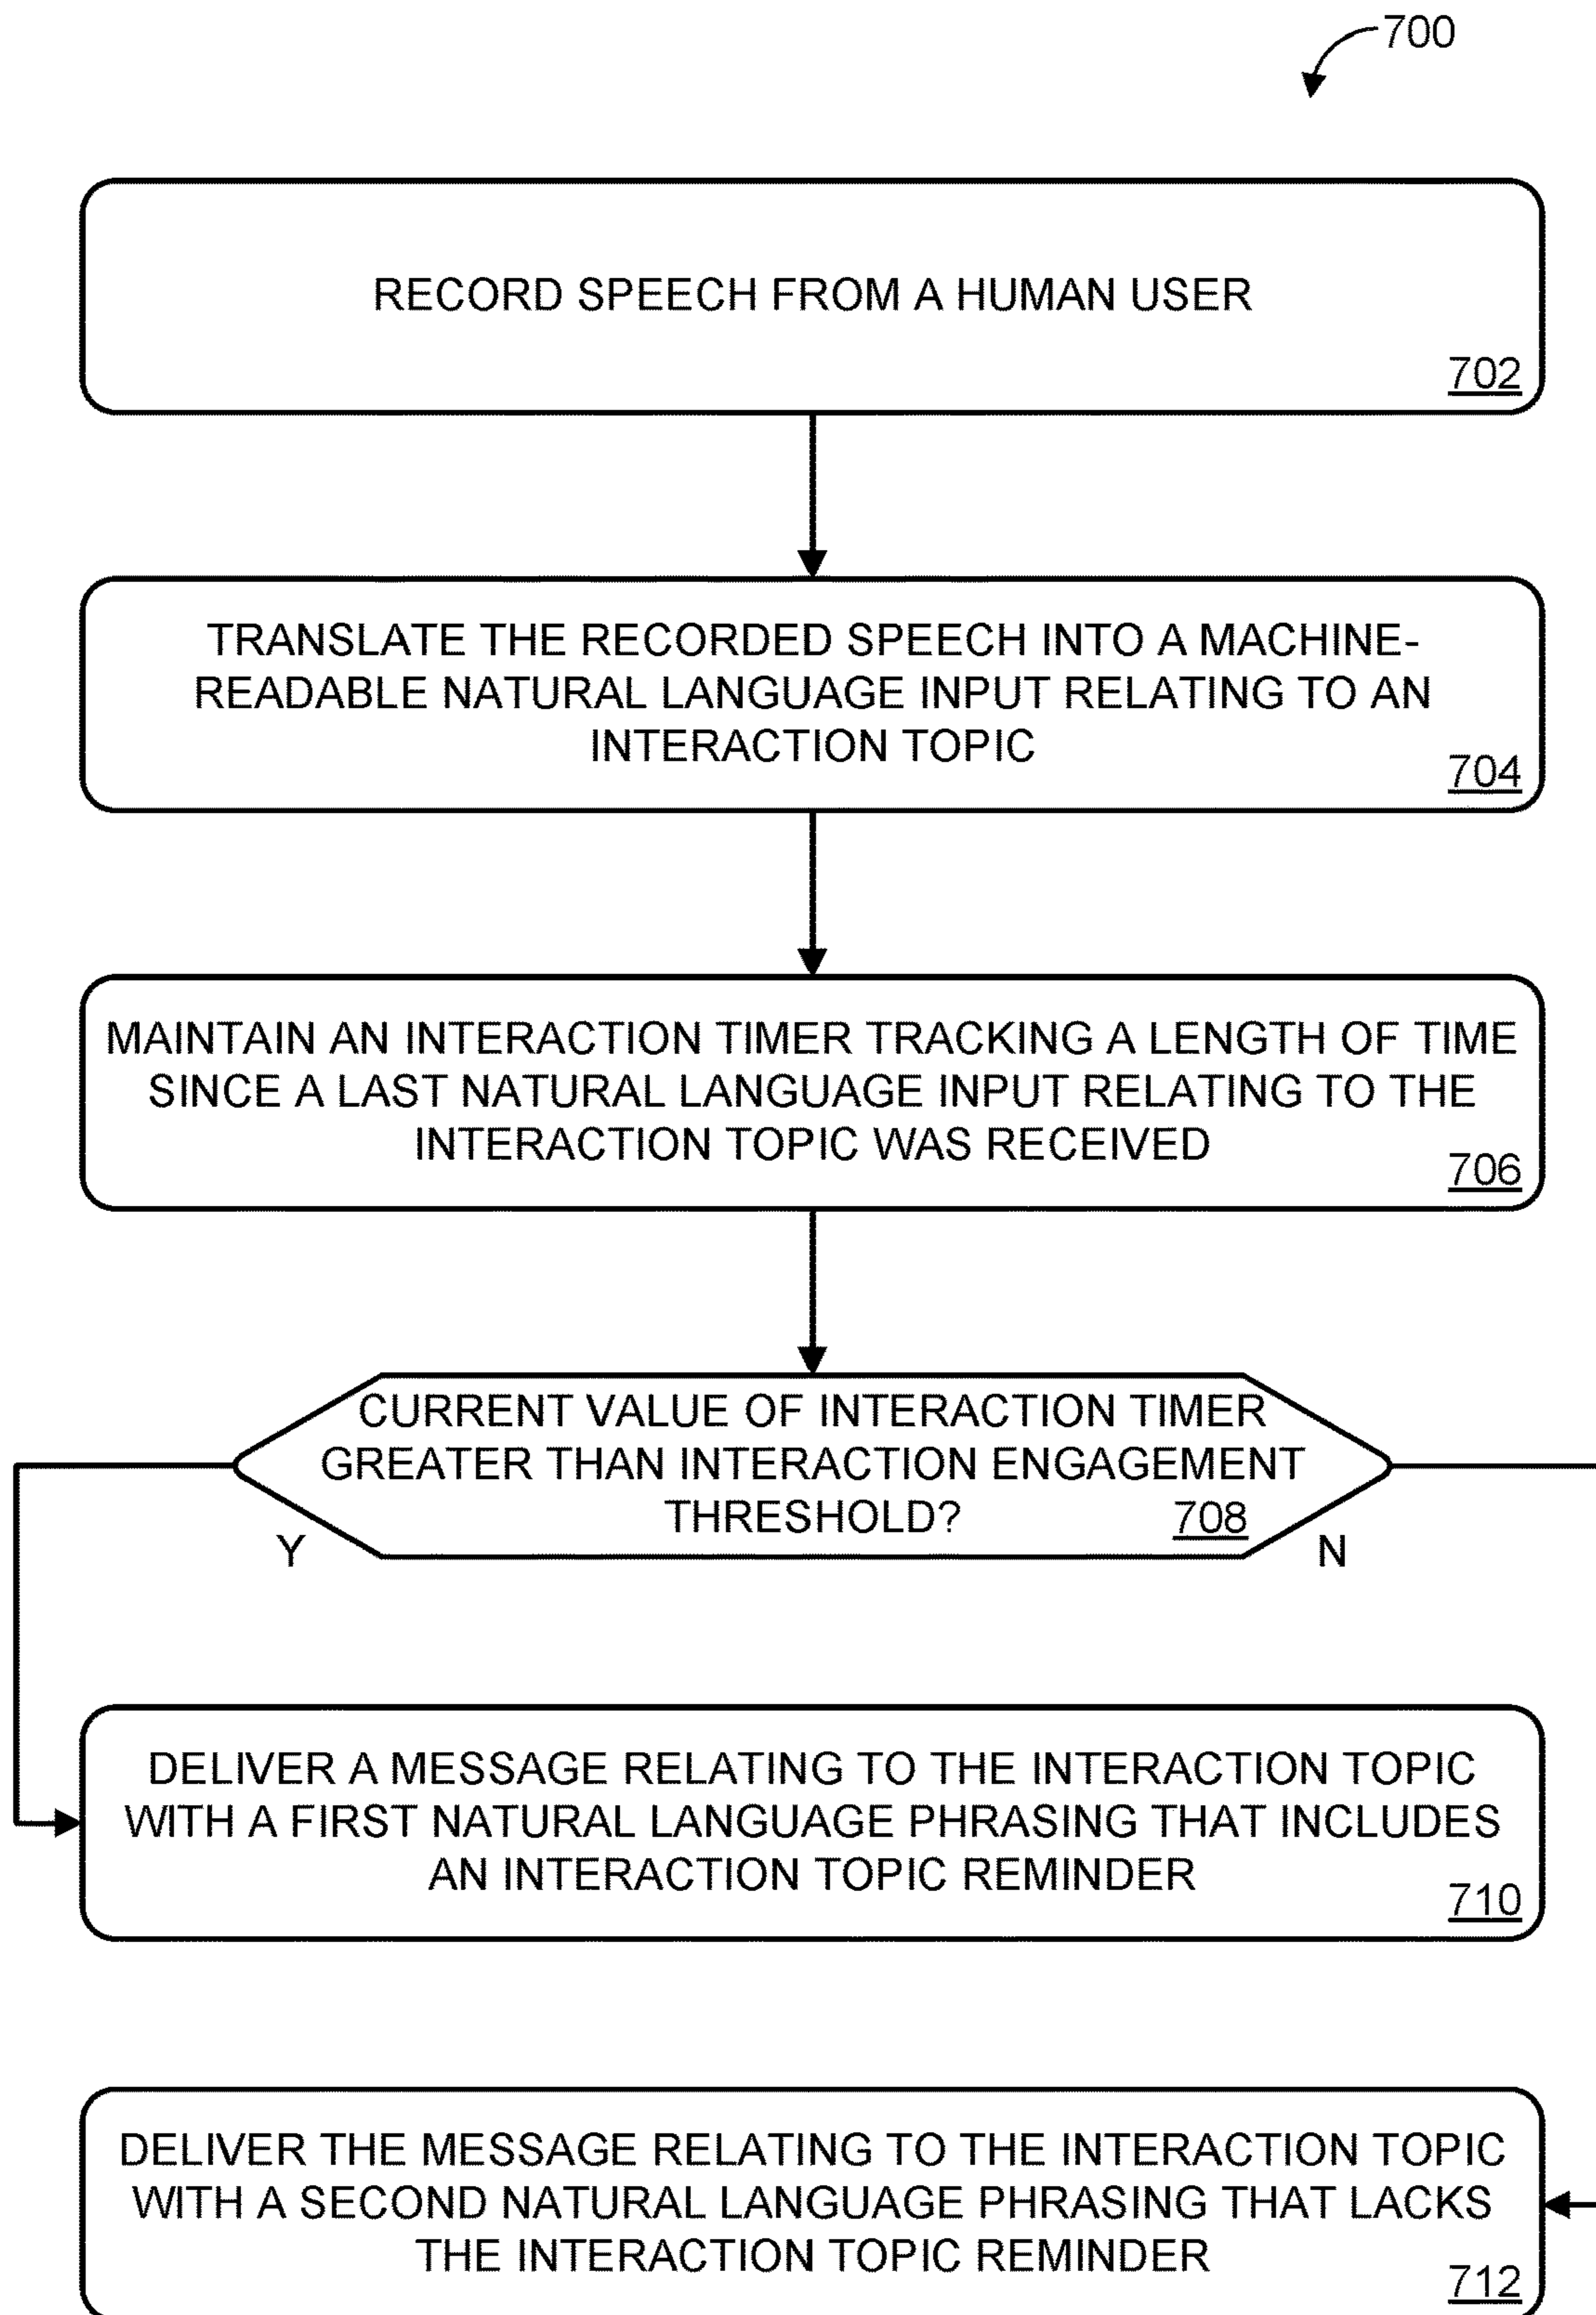 700
RECORD SPEECH FROM A HUMAN USER
702
TRANSLATE THE RECORDED SPEECH INTO A MACHINE-
READABLE NATURAL LANGUAGE INPUT RELATING TO AN
INTERACTION TOPIC
704
MAINTAIN AN INTERACTION TIMER TRACKING A LENGTH OF TIME
SINCE A LAST NATURAL LANGUAGE INPUT RELATING TO THE
INTERACTION TOPIC WAS RECEIVED
706
CURRENT VALUE OF INTERACTION TIMER
GREATER THAN INTERACTION ENGAGEMENT
THRESHOLD?
708
Y
N
DELIVER A MESSAGE RELATING TO THE INTERACTION TOPIC
WITH A FIRST NATURAL LANGUAGE PHRASING THAT INCLUDES
AN INTERACTION TOPIC REMINDER
710
DELIVER THE MESSAGE RELATING TO THE INTERACTION TOPIC
WITH A SECOND NATURAL LANGUAGE PHRASING THAT LACKS
THE INTERACTION TOPIC REMINDER
712